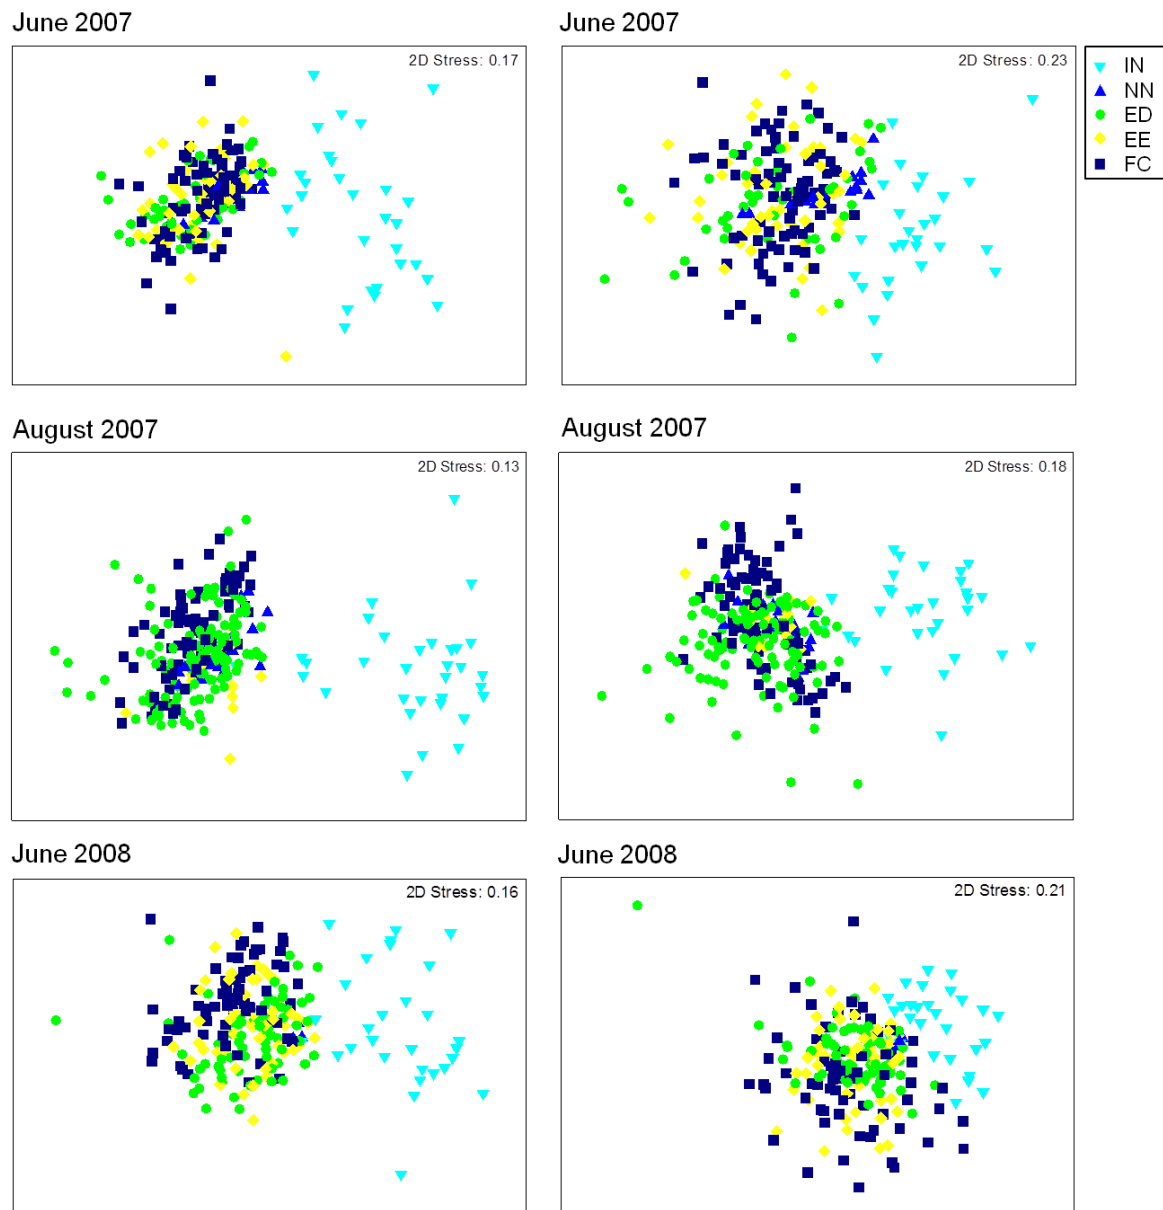 June 2007
June 2007
2D Stress: 0.17
2D Stress: 0.23
IN
NN
ED
EE
FC
August 2007
August 2007
2D Stress: 0.13
2D Stress: 0.18
June 2008
June 2008
2D Stress: 0.16
2D Stress: 0.21